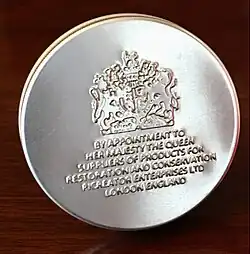 BY APPOINTMENT TO
HER MAJESTY THE QUEEN
SUPPLIERS OF PRODUCTS FOR
RESTORATION AND CONSERVATION
PICREATOR ENTERPRISES LTD
LONDON ENGLAND